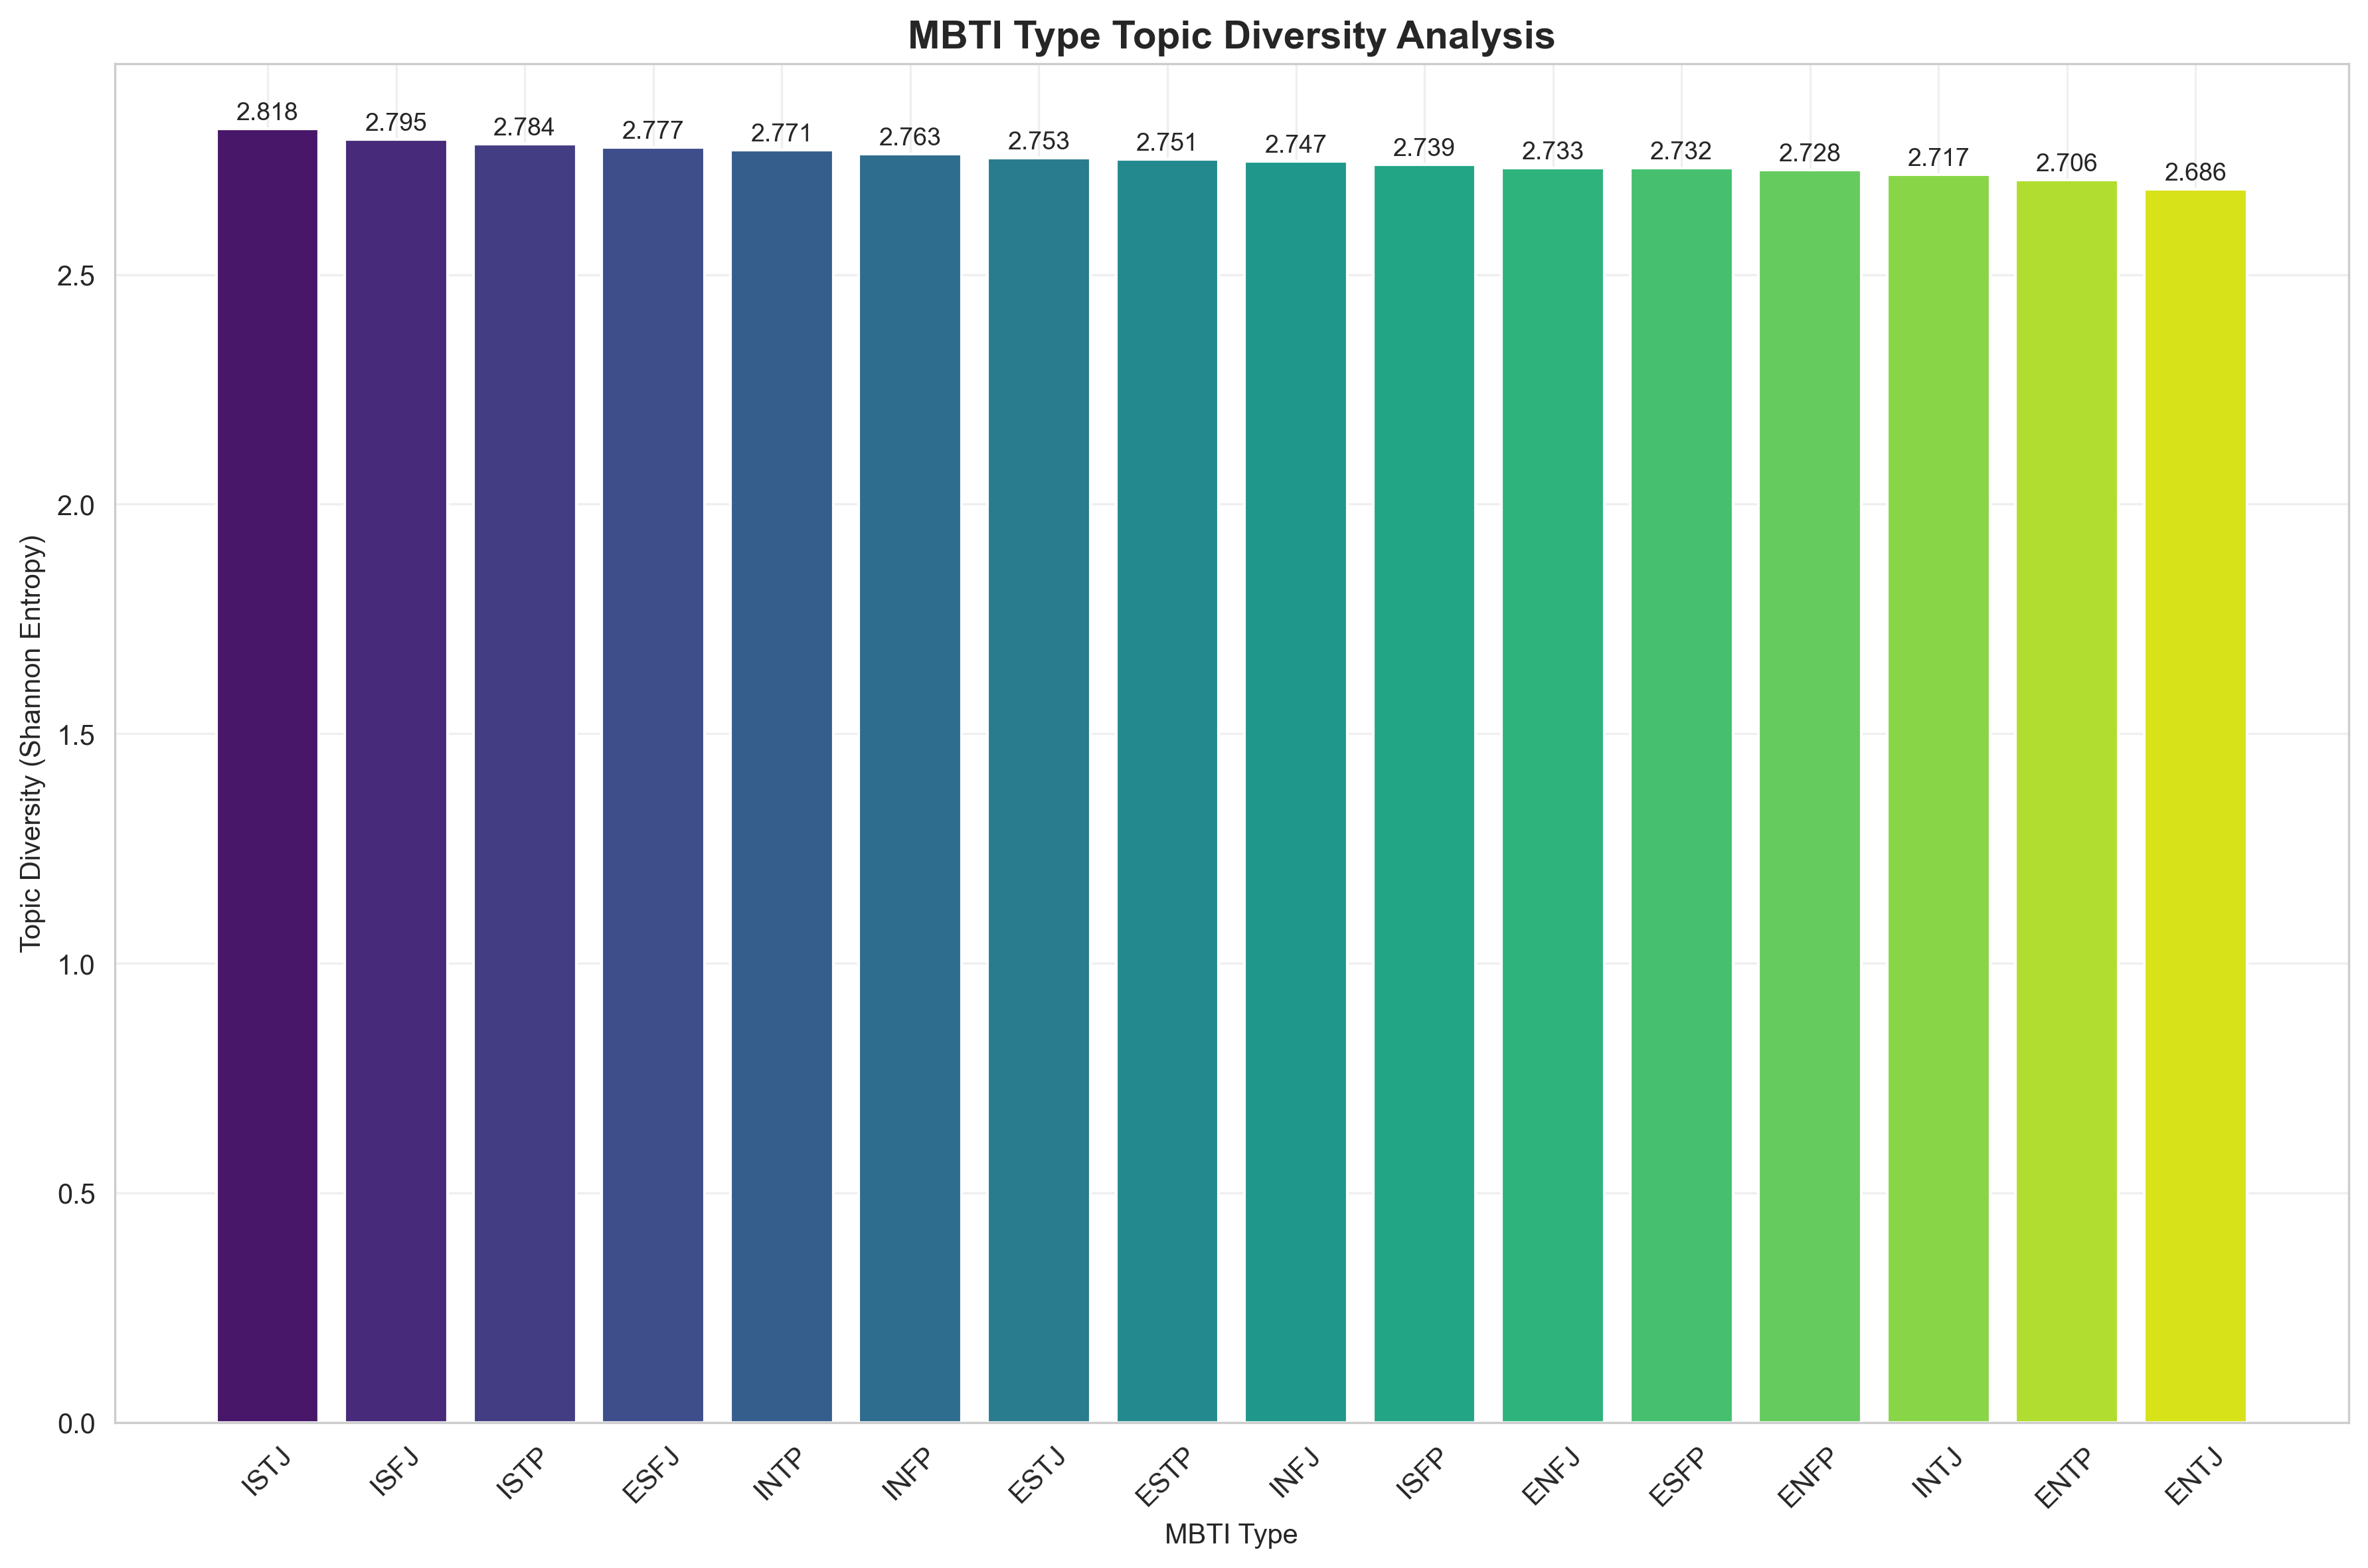 MBTI Type Topic Diversity Analysis
2.818 2.795 2.784 2.777 2.771 2.763 2.753 2.751 2.747 2.739 2.733 2.732 2.728 2.717 2.706 2.686
Topic Diversity (Shannon Entropy)
2.5
2.0
1.5
1.0
0.5
0.0
ISTJ ISFJ ISTP ESFJ INTP INFP ESTJ ESTP INFJ ISFP ENFJ ESFP ENFP INTJ ENTP ENTJ
MBTI Type